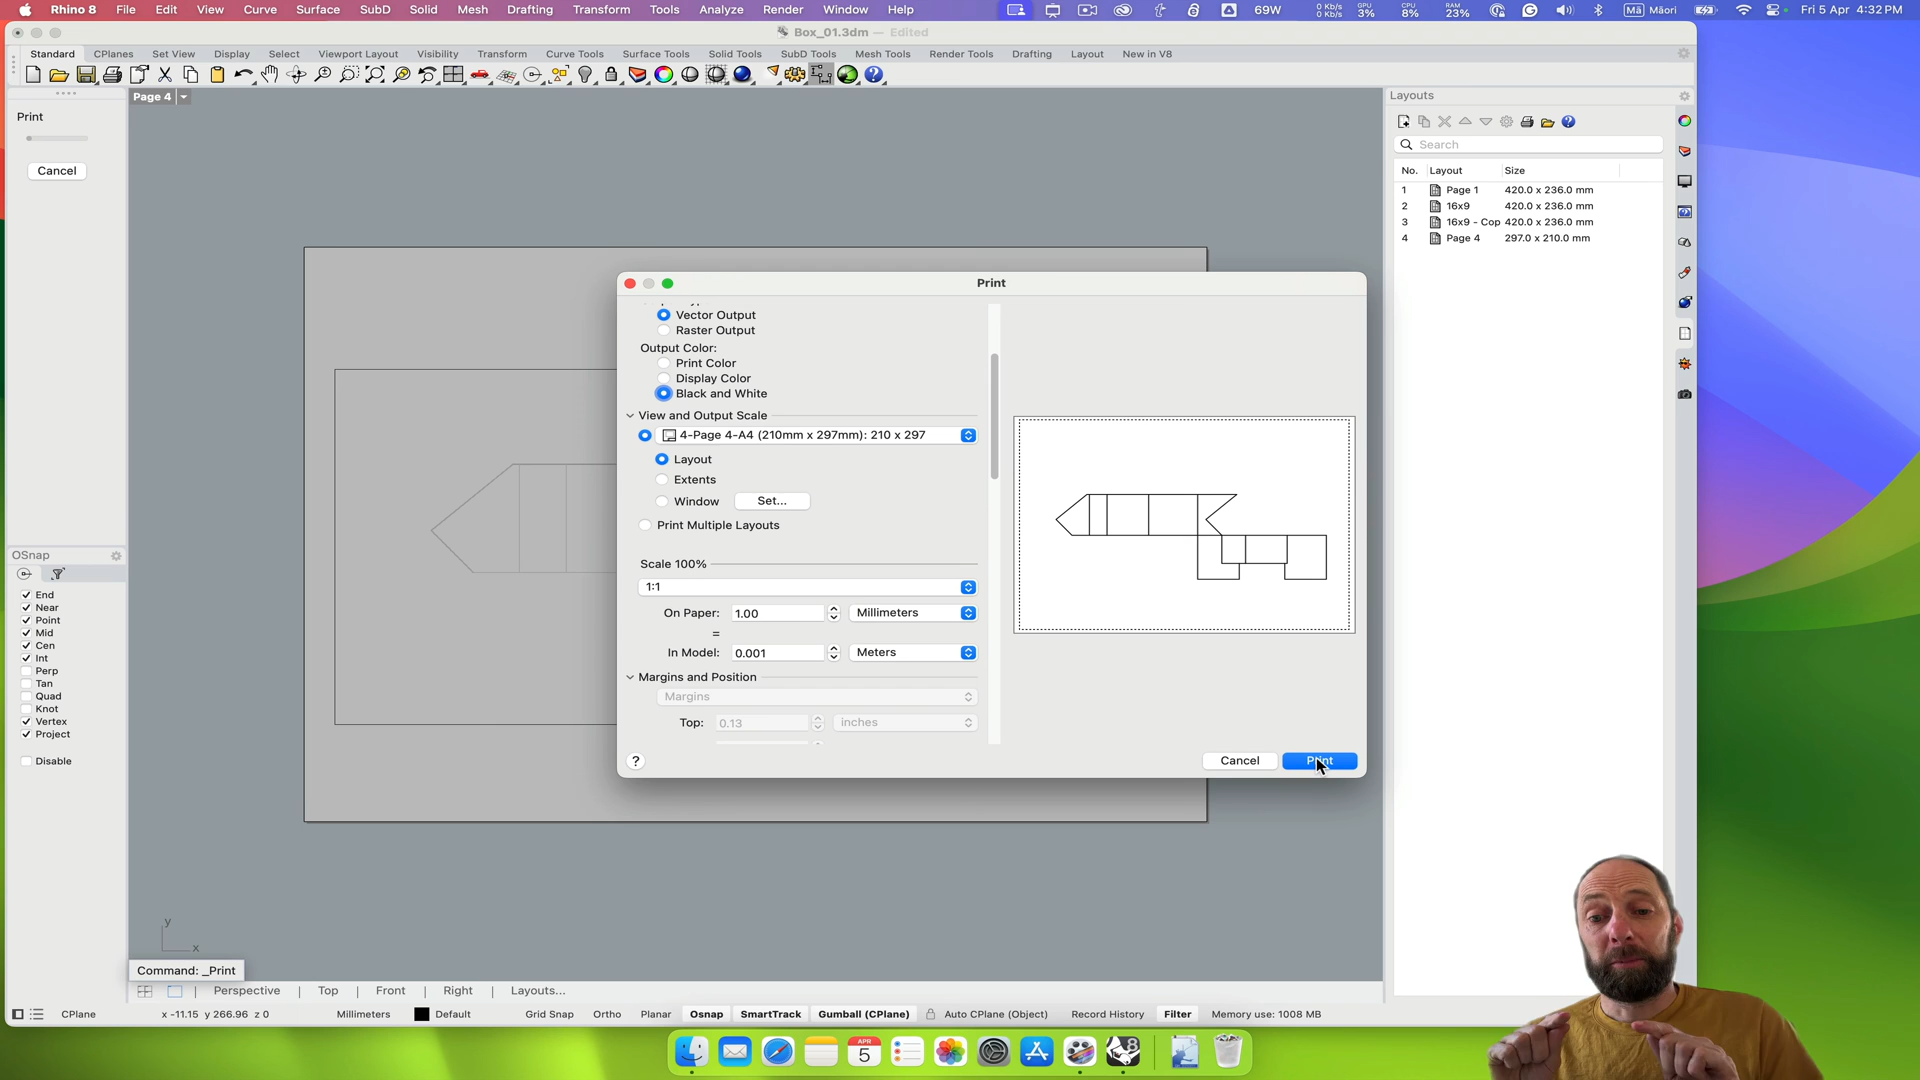 Rhino 8 File Edit View Curve Surface SubD Solid Mesh Drafting Transform Tools Analyze Render Window Help 69W 0 Kb/s 0 Kb/s GPU 3% CPU 8% RAM 23% Mā Māori Fri 5 Apr 4:32 PM
Box_01.3dm — Edited
Standard CPlanes Set View Display Select Viewport Layout Visibility Transform Curve Tools Surface Tools Solid Tools SubD Tools Mesh Tools Render Tools Drafting Layout New in V8
Page 4
Print
Cancel
Layouts
Search
No. Layout Size
1 Page 1 420.0 x 236.0 mm
2 16x9 420.0 x 236.0 mm
3 16x9 - Cop 420.0 x 236.0 mm
4 Page 4 297.0 x 210.0 mm
Print
Vector Output
Raster Output
Output Color:
Print Color
Display Color
Black and White
View and Output Scale
4-Page 4-A4 (210mm x 297mm): 210 x 297
Layout
Extents
Window Set...
Print Multiple Layouts
Scale 100%
1:1
On Paper: 1.00 Millimeters
=
In Model: 0.001 Meters
Margins and Position
Margins
Top: 0.13 inches
? Cancel Print
OSnap
End
Near
Point
Mid
Cen
Int
Perp
Tan
Quad
Knot
Vertex
Project
Disable
y
x
Command: _Print
Perspective | Top | Front | Right | Layouts...
CPlane x -11.15 y 266.96 z 0 Millimeters Default Grid Snap Ortho Planar Osnap SmartTrack Gumball (CPlane) Auto CPlane (Object) Record History Filter Memory use: 1008 MB
APR
5
8